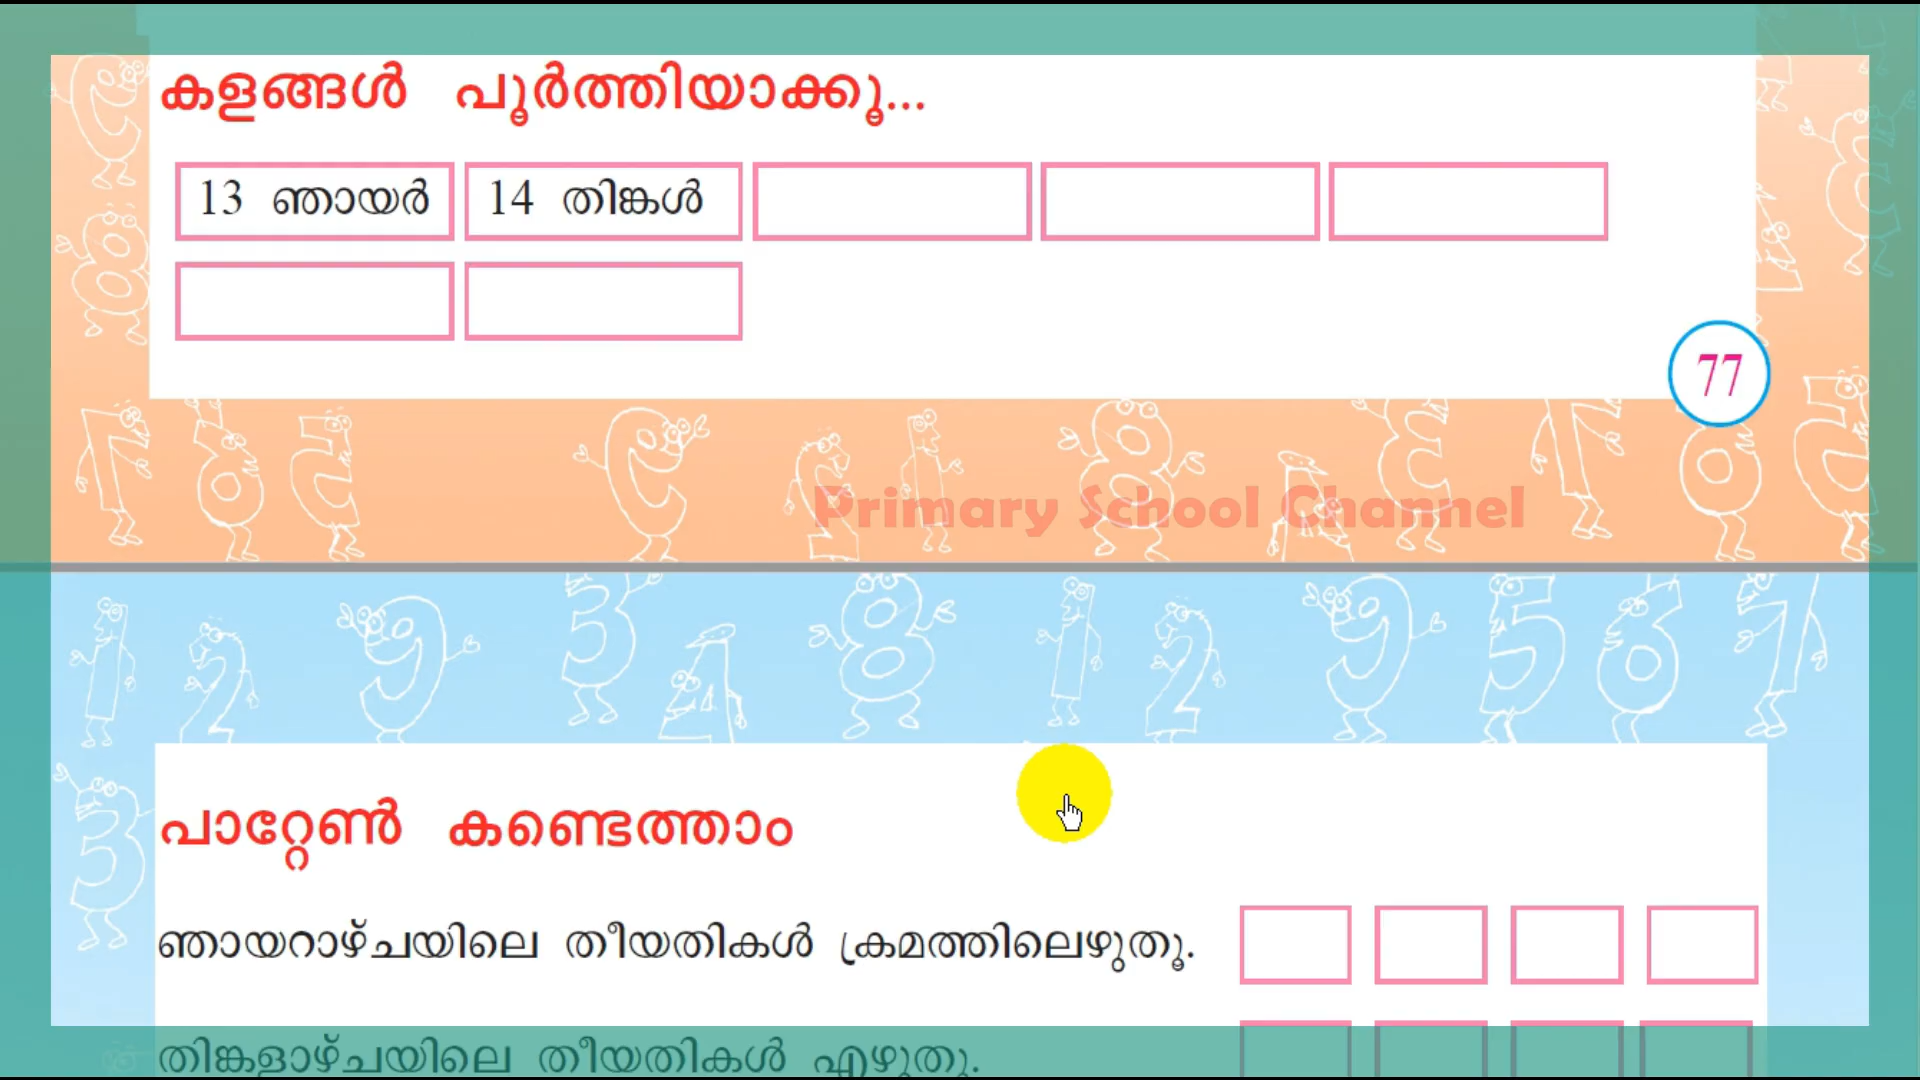 കളങ്ങൾ പൂർത്തിയാക്കൂ...
13 ഞായർ 14 തിങ്കൾ
77
Primary School Channel
പാറ്റേൺ കണ്ടെത്താം
ഞായറാഴ്ചയിലെ തീയതികൾ ക്രമത്തിലെഴുതൂ.
തിങ്കളാഴ്ചയിലെ തീയതികൾ എഴുതൂ.